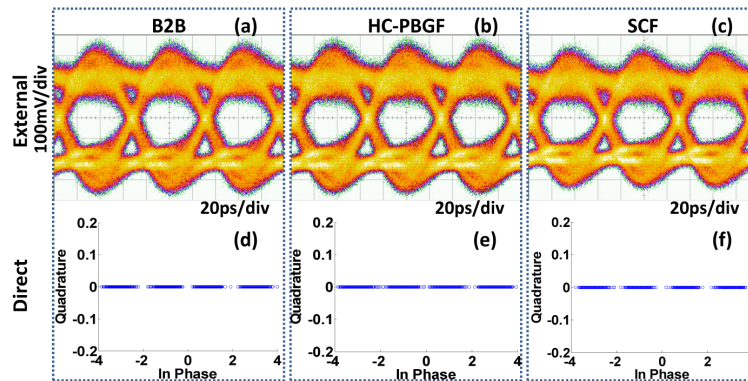 B2B (a)
HC-PBGF (b)
SCF (c)
External
100mV/div
20ps/div
20ps/div
20ps/div
Direct
(d)
Quadrature
0.2
0.1
0
-0.1
-0.2
-4 -2 0 2 4
In Phase
(e)
Quadrature
0.2
0.1
0
-0.1
-0.2
-4 -2 0 2 4
In Phase
(f)
Quadrature
0.2
0.1
0
-0.1
-0.2
-4 -2 0 2
In Phase